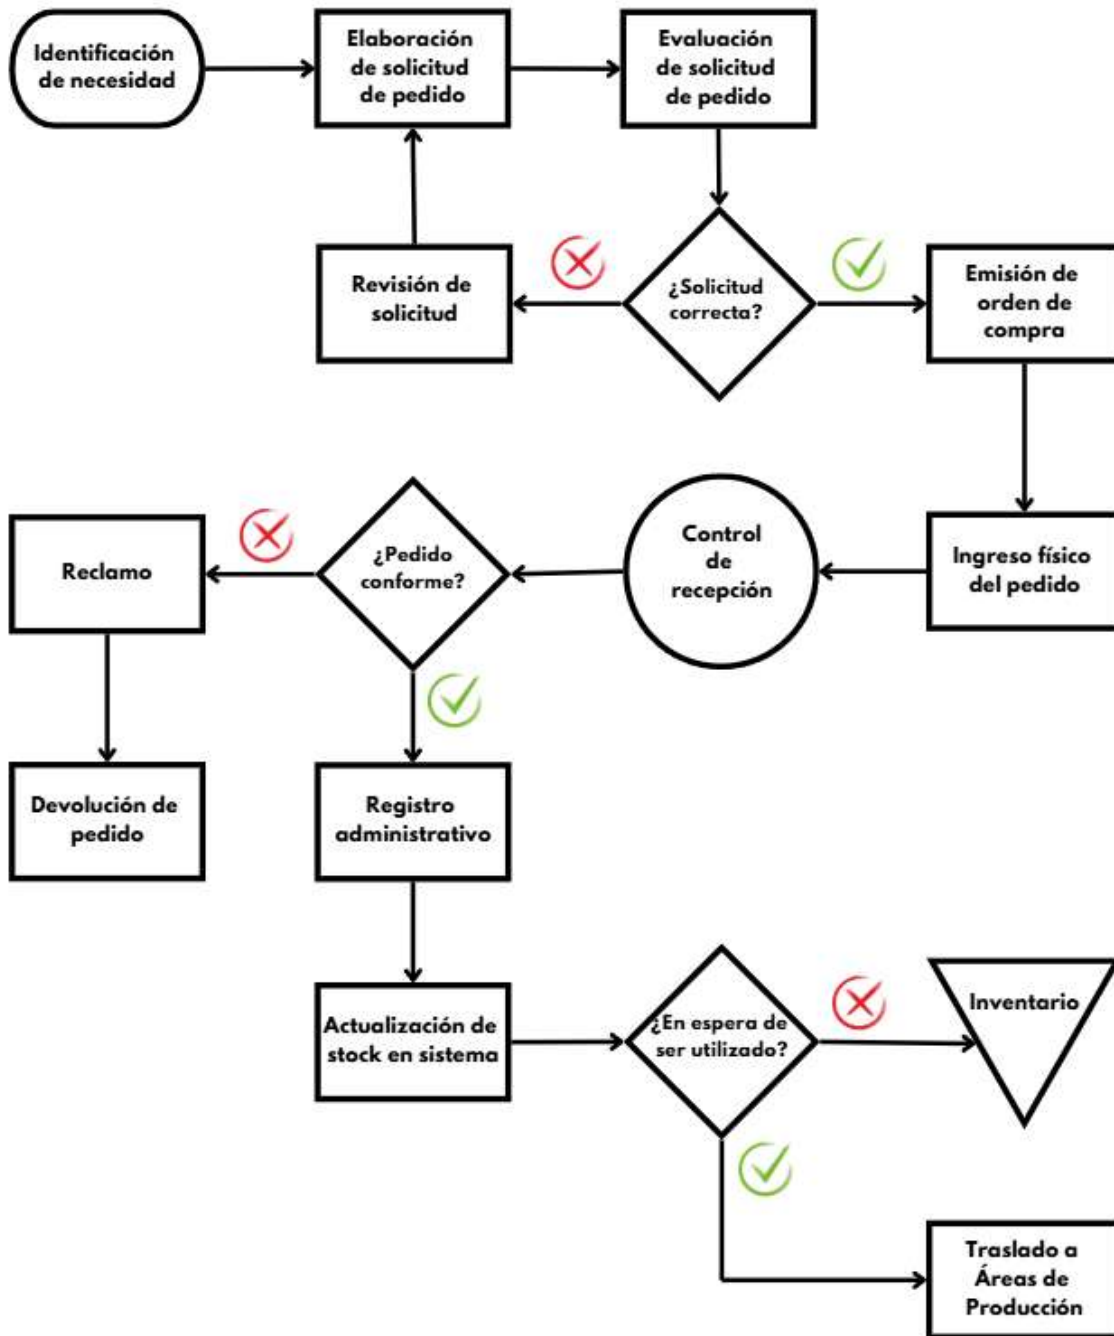 Identificación
de necesidad
Elaboración
de solicitud
de pedido
Evaluación
de solicitud
de pedido
¿Solicitud
correcta?
Revisión de
solicitud
Emisión de
orden de
compra
Ingreso físico
del pedido
Control
de
recepción
¿Pedido
conforme?
Reclamo
Devolución de
pedido
Registro
administrativo
Actualización de
stock en sistema
¿En espera de
ser utilizado?
Inventario
Traslado a
Áreas de
Producción